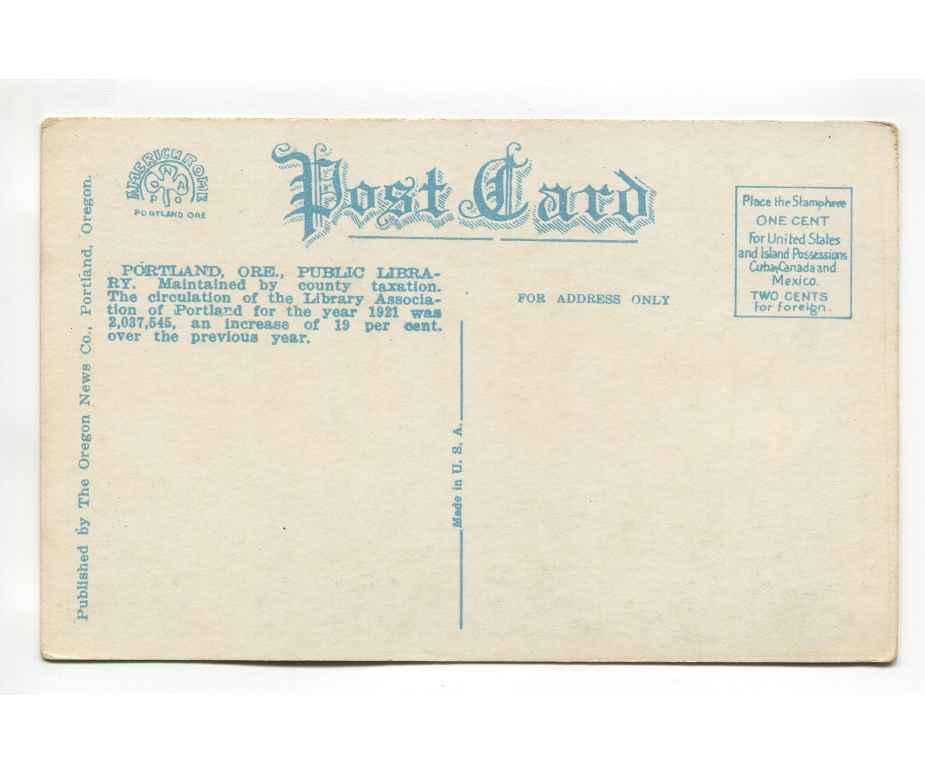 AMERICHROME
PORTLAND ORE
Post Card
Place the Stamp here
ONE CENT
For United States
and Island Possessions
Cuba, Canada and
Mexico.
TWO CENTS
for foreign.
PORTLAND, ORE., PUBLIC LIBRA-
RY. Maintained by county taxation.
The circulation of the Library Associa-
tion of Portland for the year 1921 was
2,037,545, an increase of 19 per cent.
over the previous year.
FOR ADDRESS ONLY
Published by The Oregon News Co., Portland, Oregon.
Made in U. S. A.